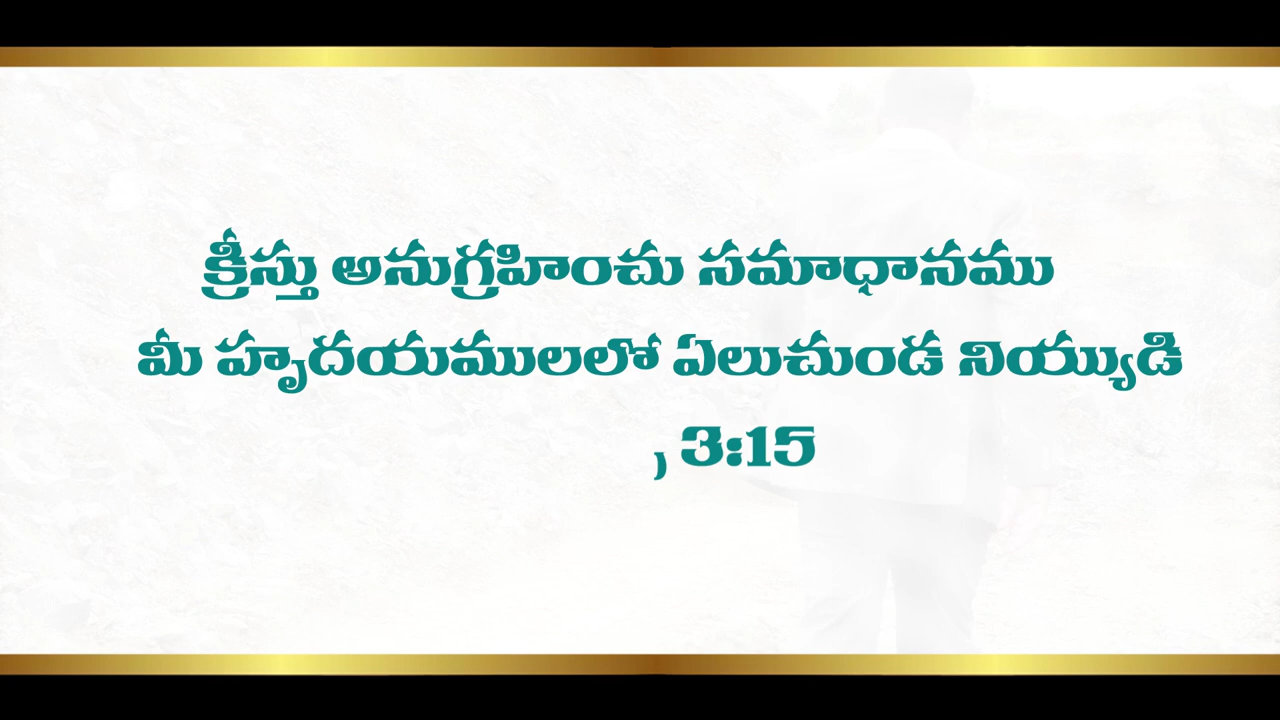 క్రీస్తు అనుగ్రహించు సమాధానము
మీ హృదయములలో ఏలుచుండ నియ్యుడి
, 3:15